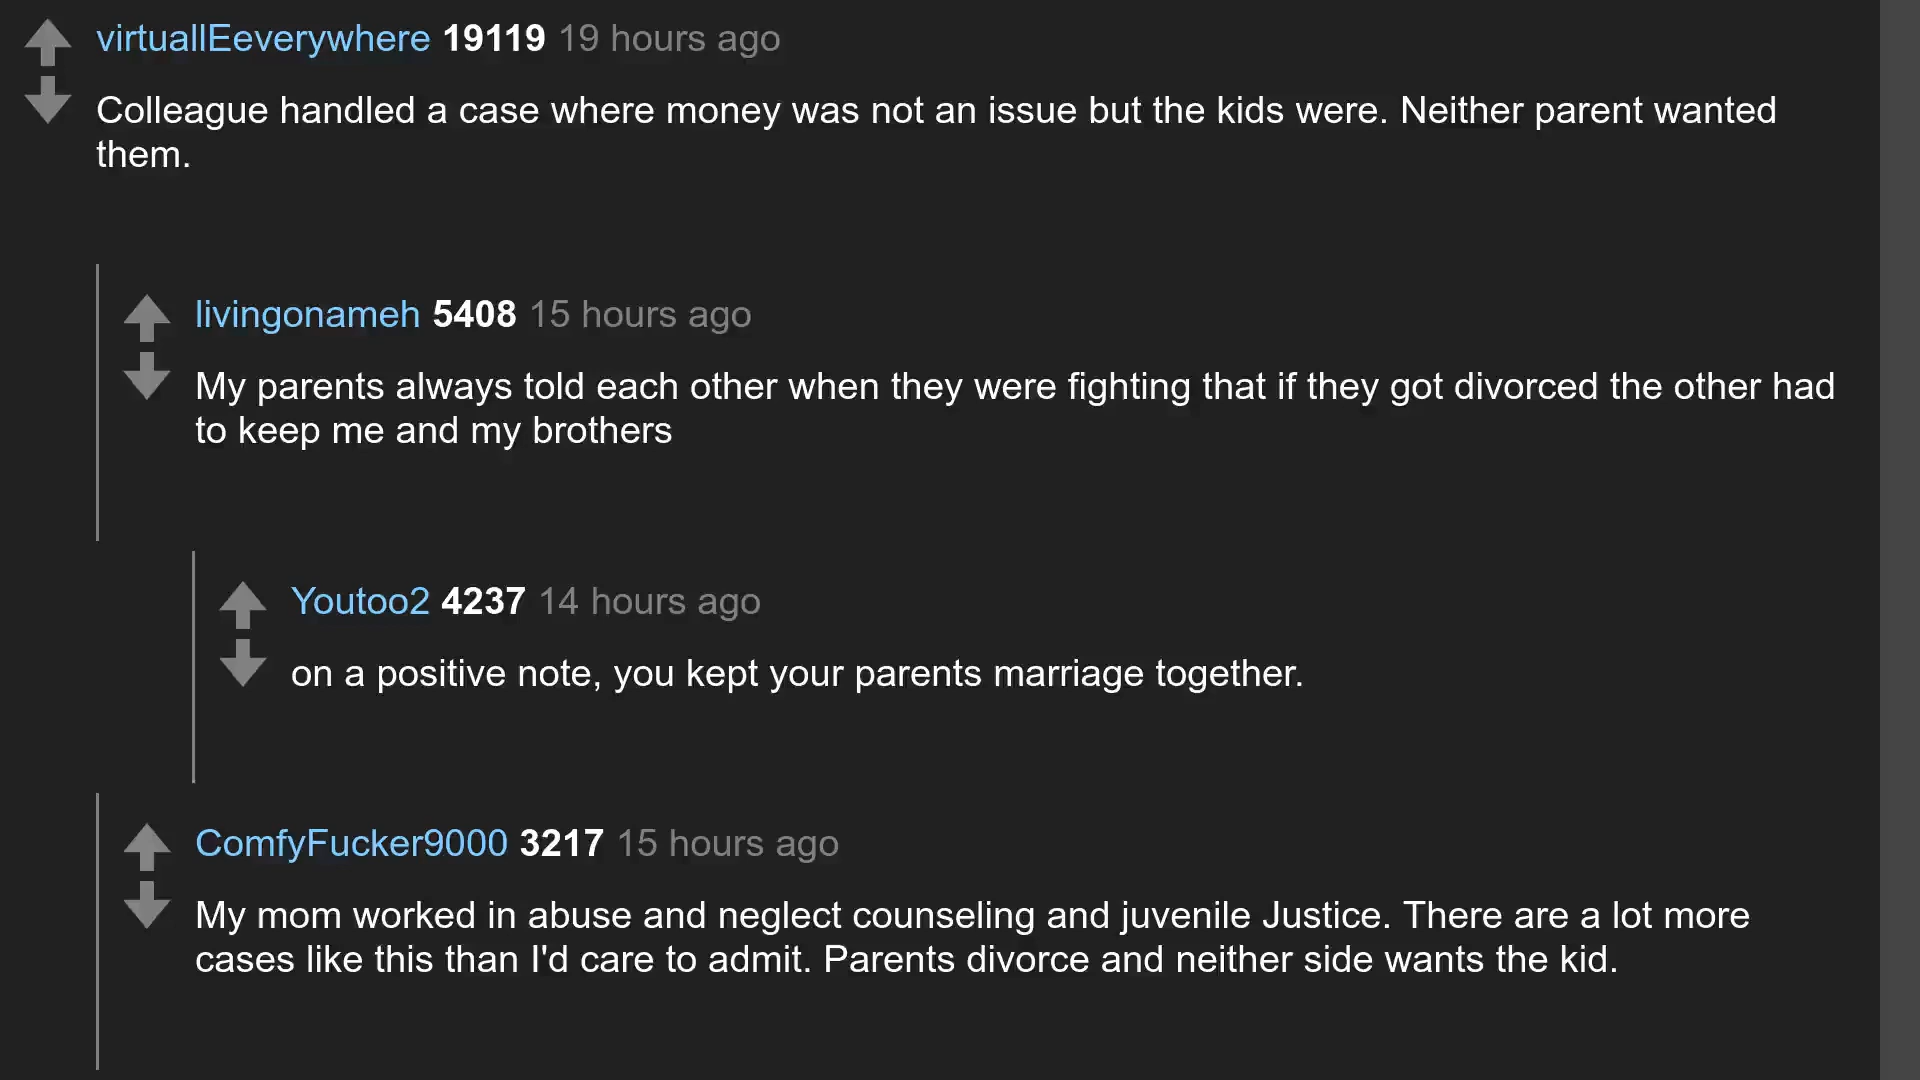 virtuallEeverywhere 19119 19 hours ago
Colleague handled a case where money was not an issue but the kids were. Neither parent wanted
them.
livingonameh 5408 15 hours ago
My parents always told each other when they were fighting that if they got divorced the other had
to keep me and my brothers
Youtoo2 4237 14 hours ago
on a positive note, you kept your parents marriage together.
ComfyFucker9000 3217 15 hours ago
My mom worked in abuse and neglect counseling and juvenile Justice. There are a lot more
cases like this than I'd care to admit. Parents divorce and neither side wants the kid.